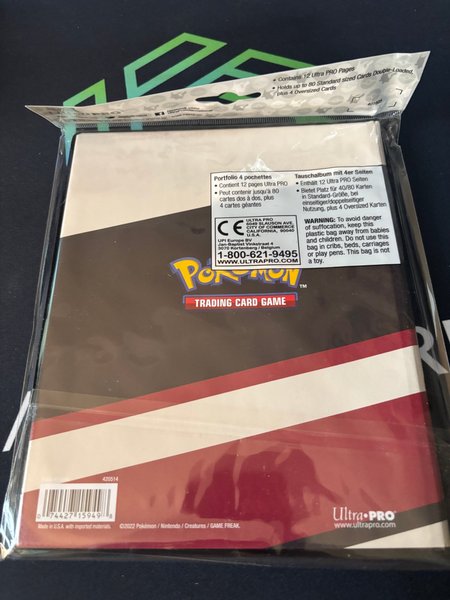 • Contains 12 Ultra PRO Pages
• Holds up to 80 Standard sized Cards Double-Loaded,
plus 4 Oversized Cards
Portfolio 4 pochettes
• Contient 12 pages Ultra PRO
• Peut contenir jusqu'à 80
cartes dos à dos, plus
4 cartes géantes
Tauschalbum mit 4er Seiten
• Enthält 12 Ultra PRO Seiten
• Bietet Platz für 40/80 Karten
in Standard-Größe, bei
einseitiger/doppelseitiger
Nutzung, plus 4 Oversized Karten
CE
ULTRA PRO
6049 SLAUSON AVE.
CITY OF COMMERCE
CALIFORNIA, 90040
U.S.A.
UPI Europe BV
Jan-Baptist Vinkstraat 4
3070 Kortenberg / Belgium
1-800-621-9495
WWW.ULTRAPRO.COM
WARNING: To avoid danger
of suffocation, keep this
plastic bag away from babies
and children. Do not use this
bag in cribs, beds, carriages
or play pens. This bag is not
a toy.
POKÉMON
TM
TRADING CARD GAME
420514
0 74427 15949 8
Made in U.S.A. with imported materials.
©2022 Pokémon / Nintendo / Creatures / GAME FREAK.
Ultra•PRO
www.ultrapro.com